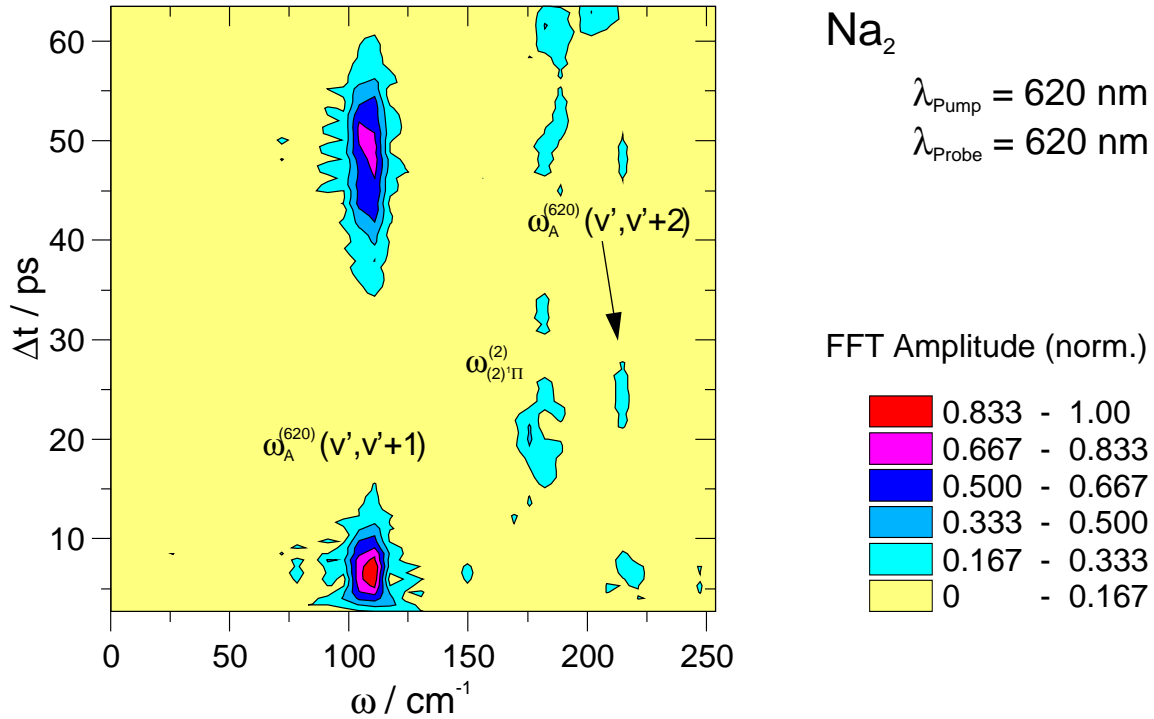 Na₂
λPump = 620 nm
λProbe = 620 nm
Δt / ps
60
50
40
30
20
10
ωA(620)(v',v'+2)
ω(2)¹Π(2)
ωA(620)(v',v'+1)
0
50
100
150
200
250
ω / cm⁻¹
FFT Amplitude (norm.)
0.833 - 1.00
0.667 - 0.833
0.500 - 0.667
0.333 - 0.500
0.167 - 0.333
0 - 0.167